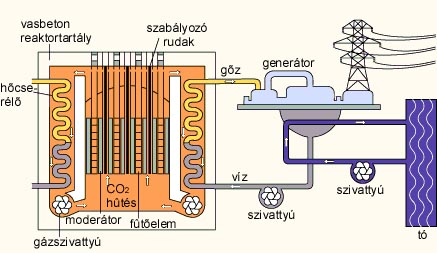 vasbeton
reaktortartály
szabályozó
rudak
hőcse-
rélő
gőz
generátor
CO₂
hűtés
víz
moderátor
fűtőelem
gázszivattyú
szivattyú
szivattyú
tó